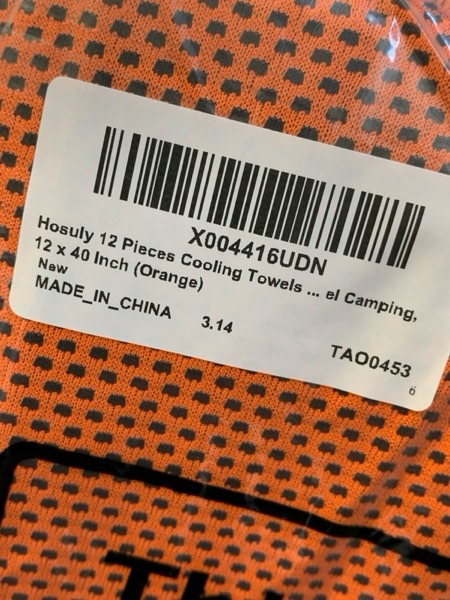 X004416UDN
Hosuly 12 Pieces Cooling Towels ... el Camping,
12 x 40 Inch (Orange)
New
MADE_IN_CHINA
3.14
TAO0453
6